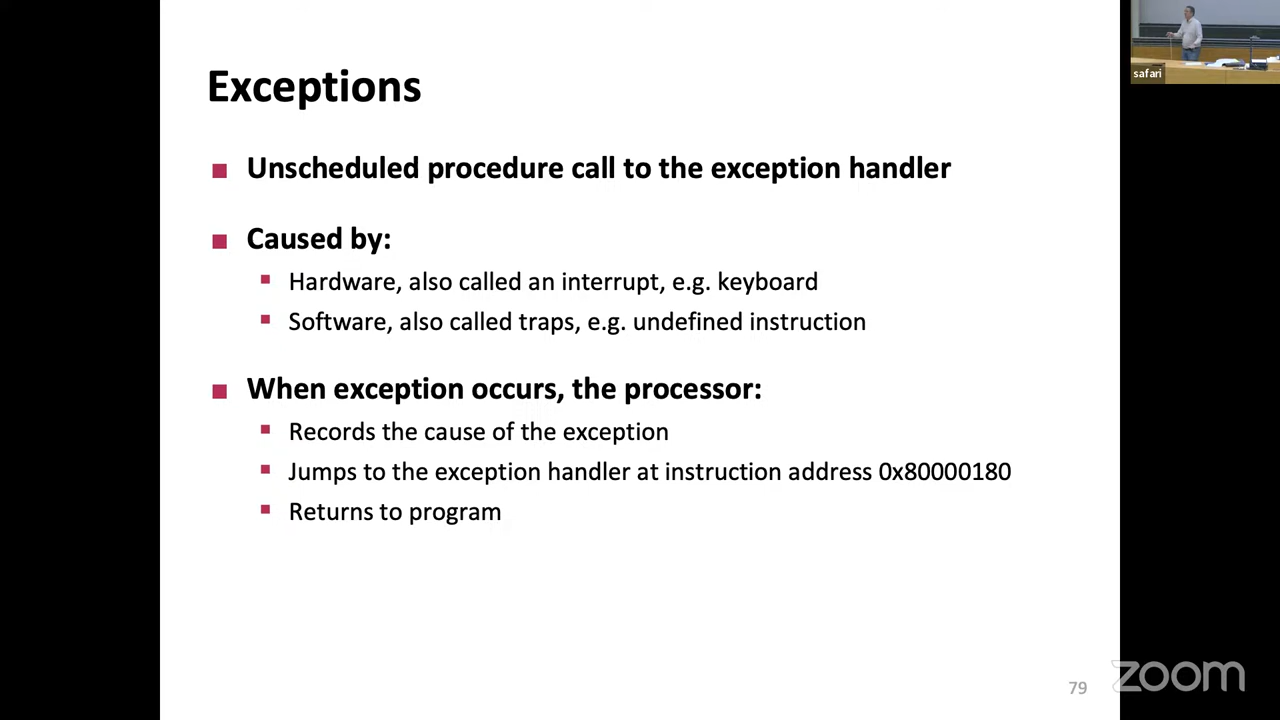 safari
Exceptions
Unscheduled procedure call to the exception handler
Caused by:
Hardware, also called an interrupt, e.g. keyboard
Software, also called traps, e.g. undefined instruction
When exception occurs, the processor:
Records the cause of the exception
Jumps to the exception handler at instruction address 0x80000180
Returns to program
79
zoom